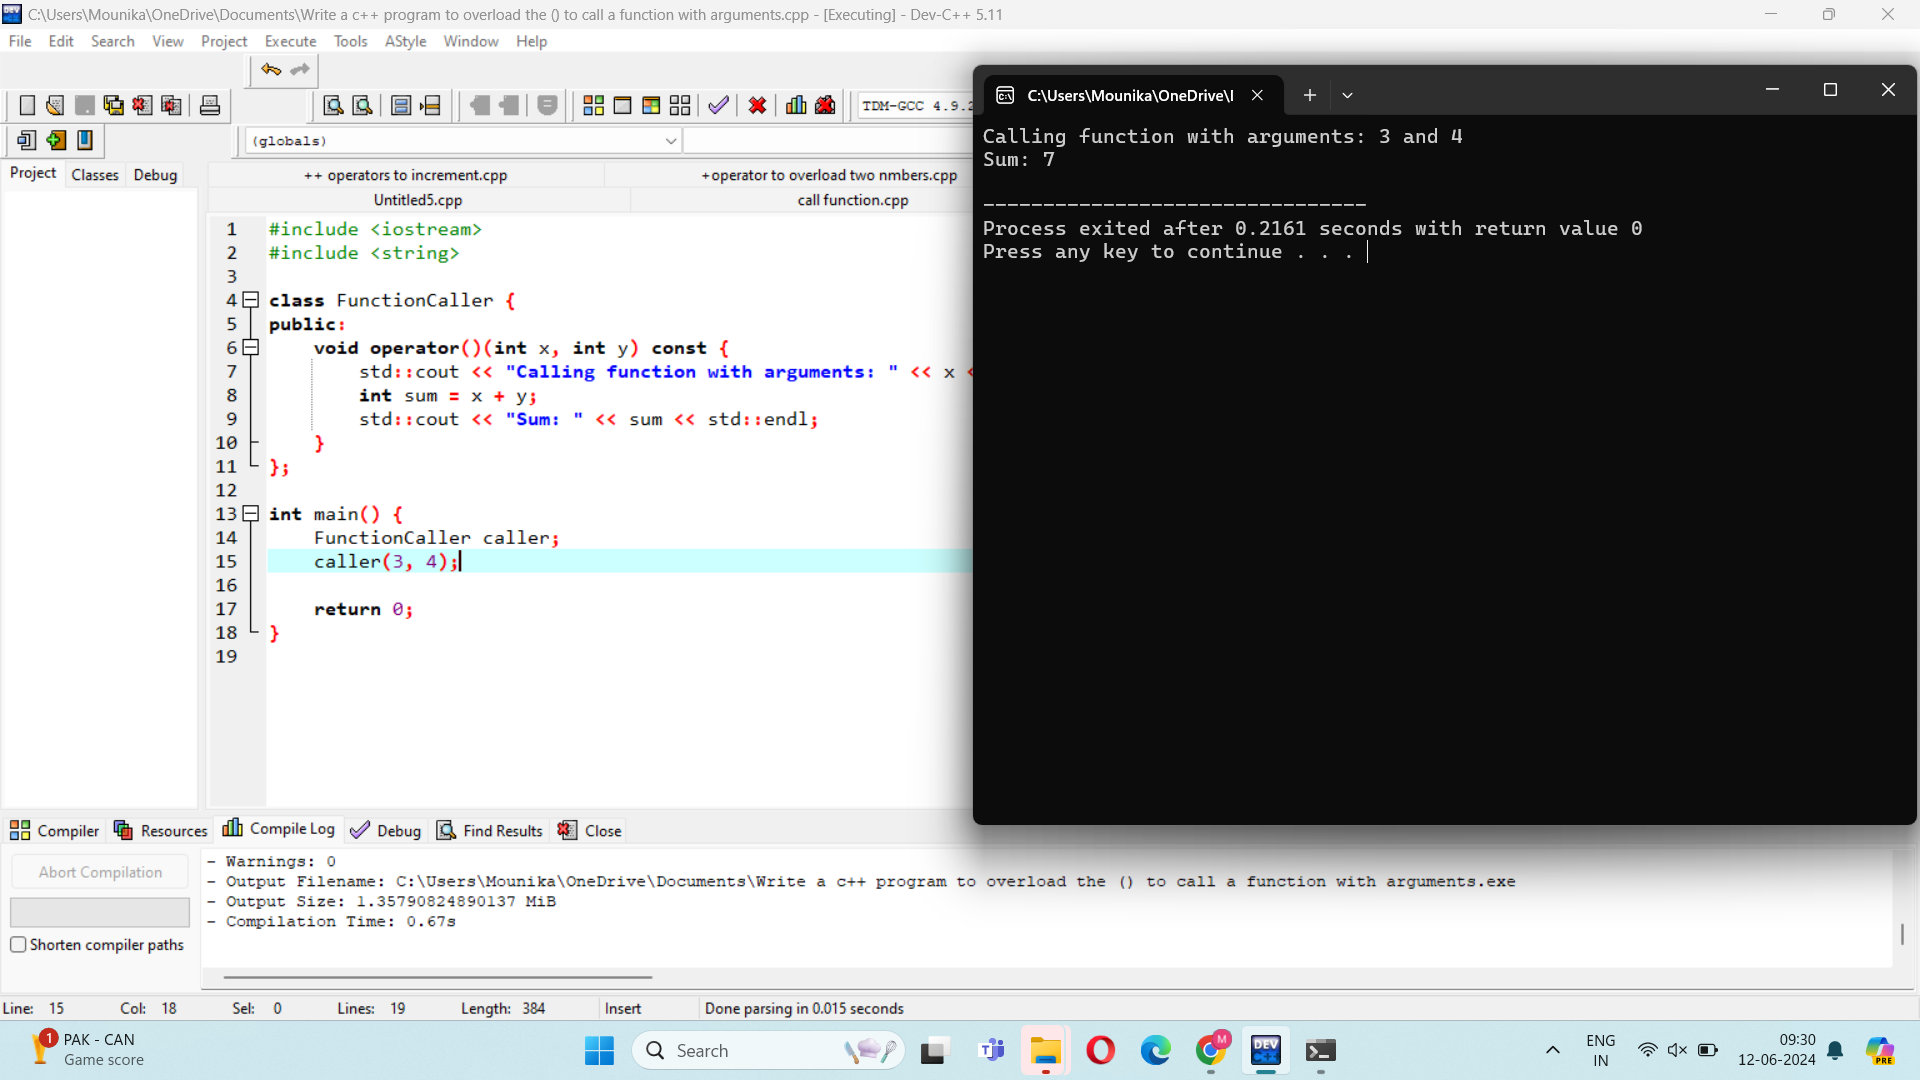 C:\Users\Mounika\OneDrive\Documents\Write a c++ program to overload the () to call a function with arguments.cpp - [Executing] - Dev-C++ 5.11
File Edit Search View Project Execute Tools AStyle Window Help
TDM-GCC 4.9.2
(globals)
Project Classes Debug
++ operators to increment.cpp
+operator to overload two nmbers.cpp
Untitled5.cpp
call function.cpp
1 #include <iostream>
2 #include <string>
3
4 class FunctionCaller {
5 public:
6 void operator()(int x, int y) const {
7 std::cout << "Calling function with arguments: " << x <
8 int sum = x + y;
9 std::cout << "Sum: " << sum << std::endl;
10 }
11 };
12
13 int main() {
14 FunctionCaller caller;
15 caller(3, 4);
16
17 return 0;
18 }
19
C:\Users\Mounika\OneDrive\I
Calling function with arguments: 3 and 4
Sum: 7
--------------------------------
Process exited after 0.2161 seconds with return value 0
Press any key to continue . . .
Compiler Resources Compile Log Debug Find Results Close
Abort Compilation
Shorten compiler paths
- Warnings: 0
- Output Filename: C:\Users\Mounika\OneDrive\Documents\Write a c++ program to overload the () to call a function with arguments.exe
- Output Size: 1.35790824890137 MiB
- Compilation Time: 0.67s
Line: 15 Col: 18 Sel: 0 Lines: 19 Length: 384 Insert Done parsing in 0.015 seconds
1
PAK - CAN
Game score
Search
M
DEV
C++
ENG
IN
09:30
12-06-2024
PRE